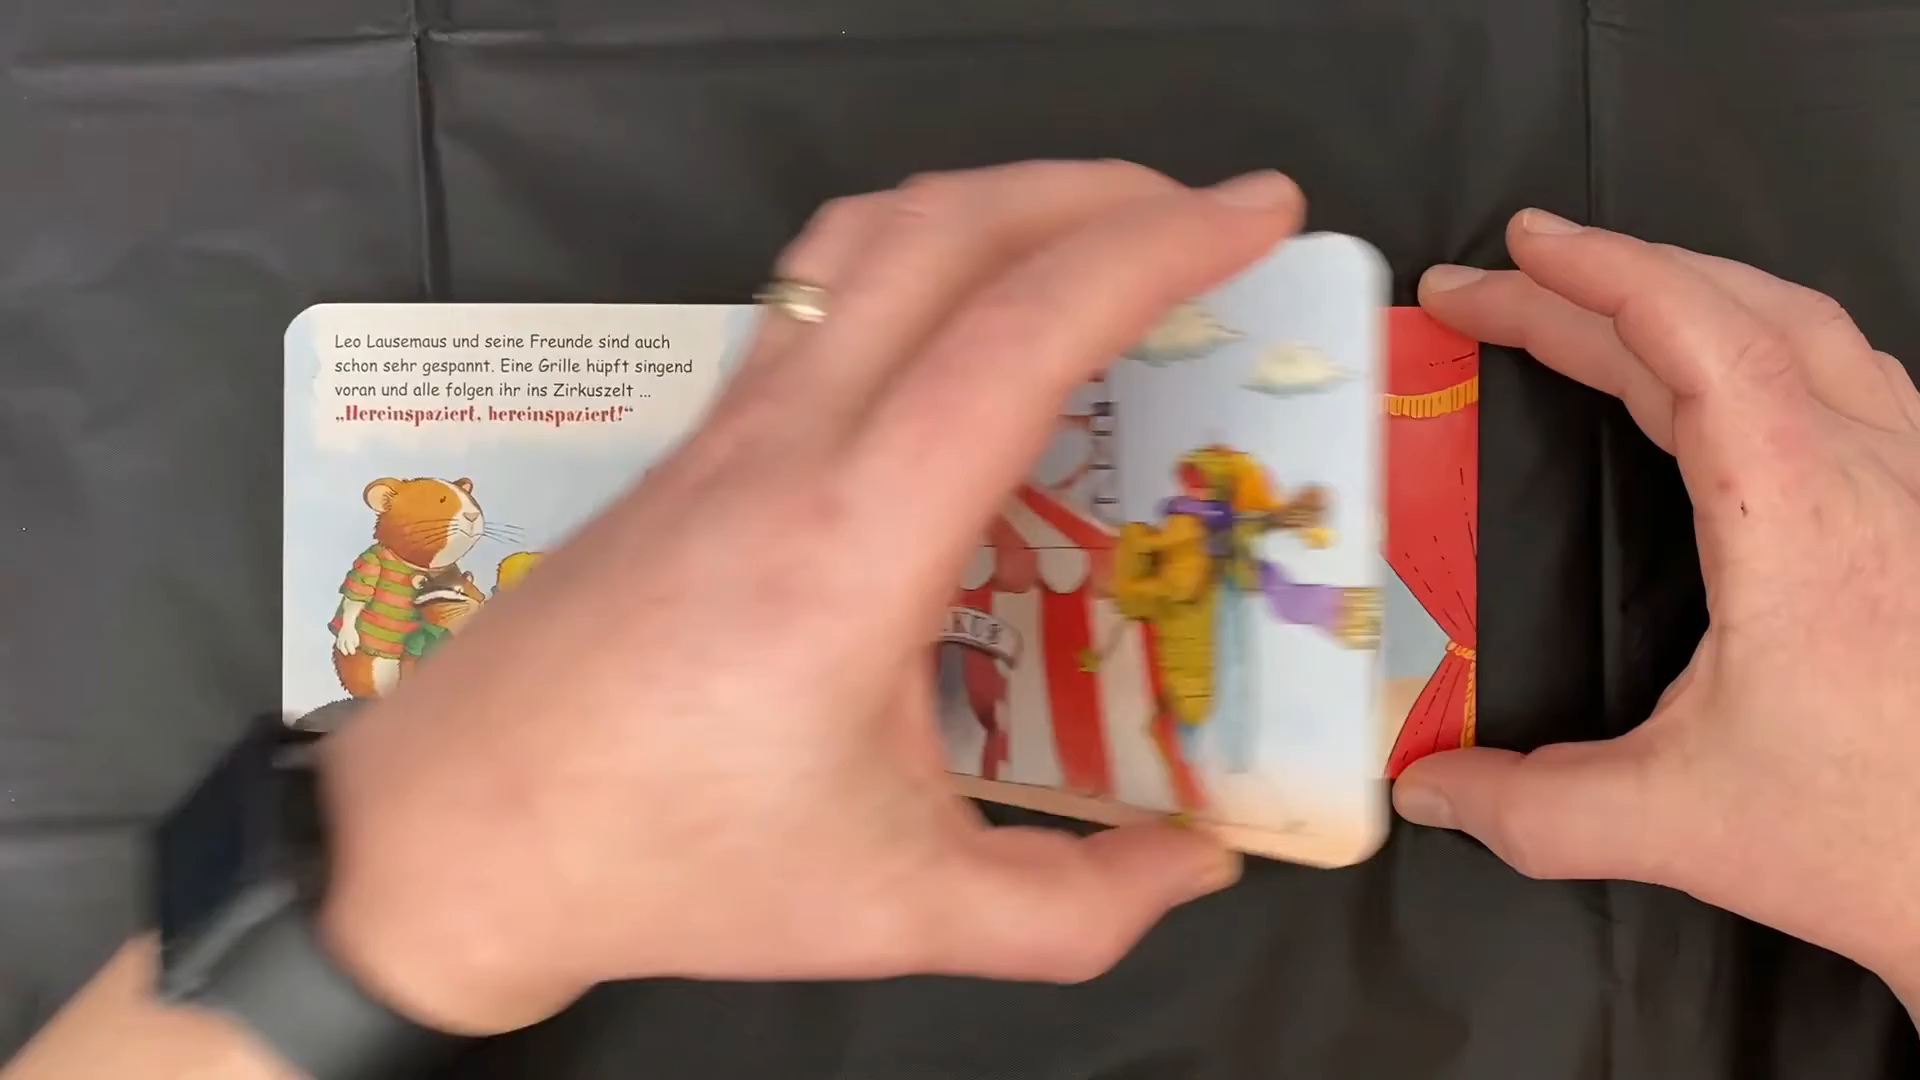 Leo Lausemaus und seine Freunde sind auch
schon sehr gespannt. Eine Grille hüpft singend
voran und alle folgen ihr ins Zirkuszelt ...
„Hereinspaziert, hereinspaziert!“